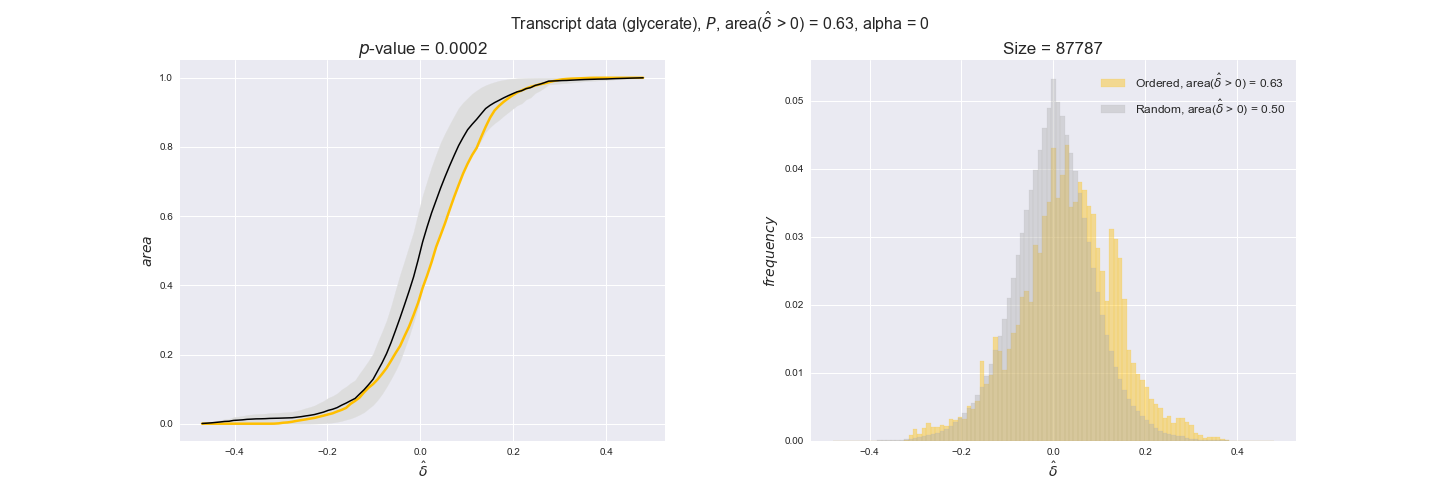 Transcript data (glycerate), P, area(δ̂ > 0) = 0.63, alpha = 0
p-value = 0.0002
1.0
0.8
0.6
0.4
0.2
0.0
area
−0.4 −0.2 0.0 0.2 0.4
δ̂
Size = 87787
Ordered, area(δ̂ > 0) = 0.63
Random, area(δ̂ > 0) = 0.50
0.05
0.04
0.03
0.02
0.01
0.00
frequency
−0.4 −0.2 0.0 0.2 0.4
δ̂